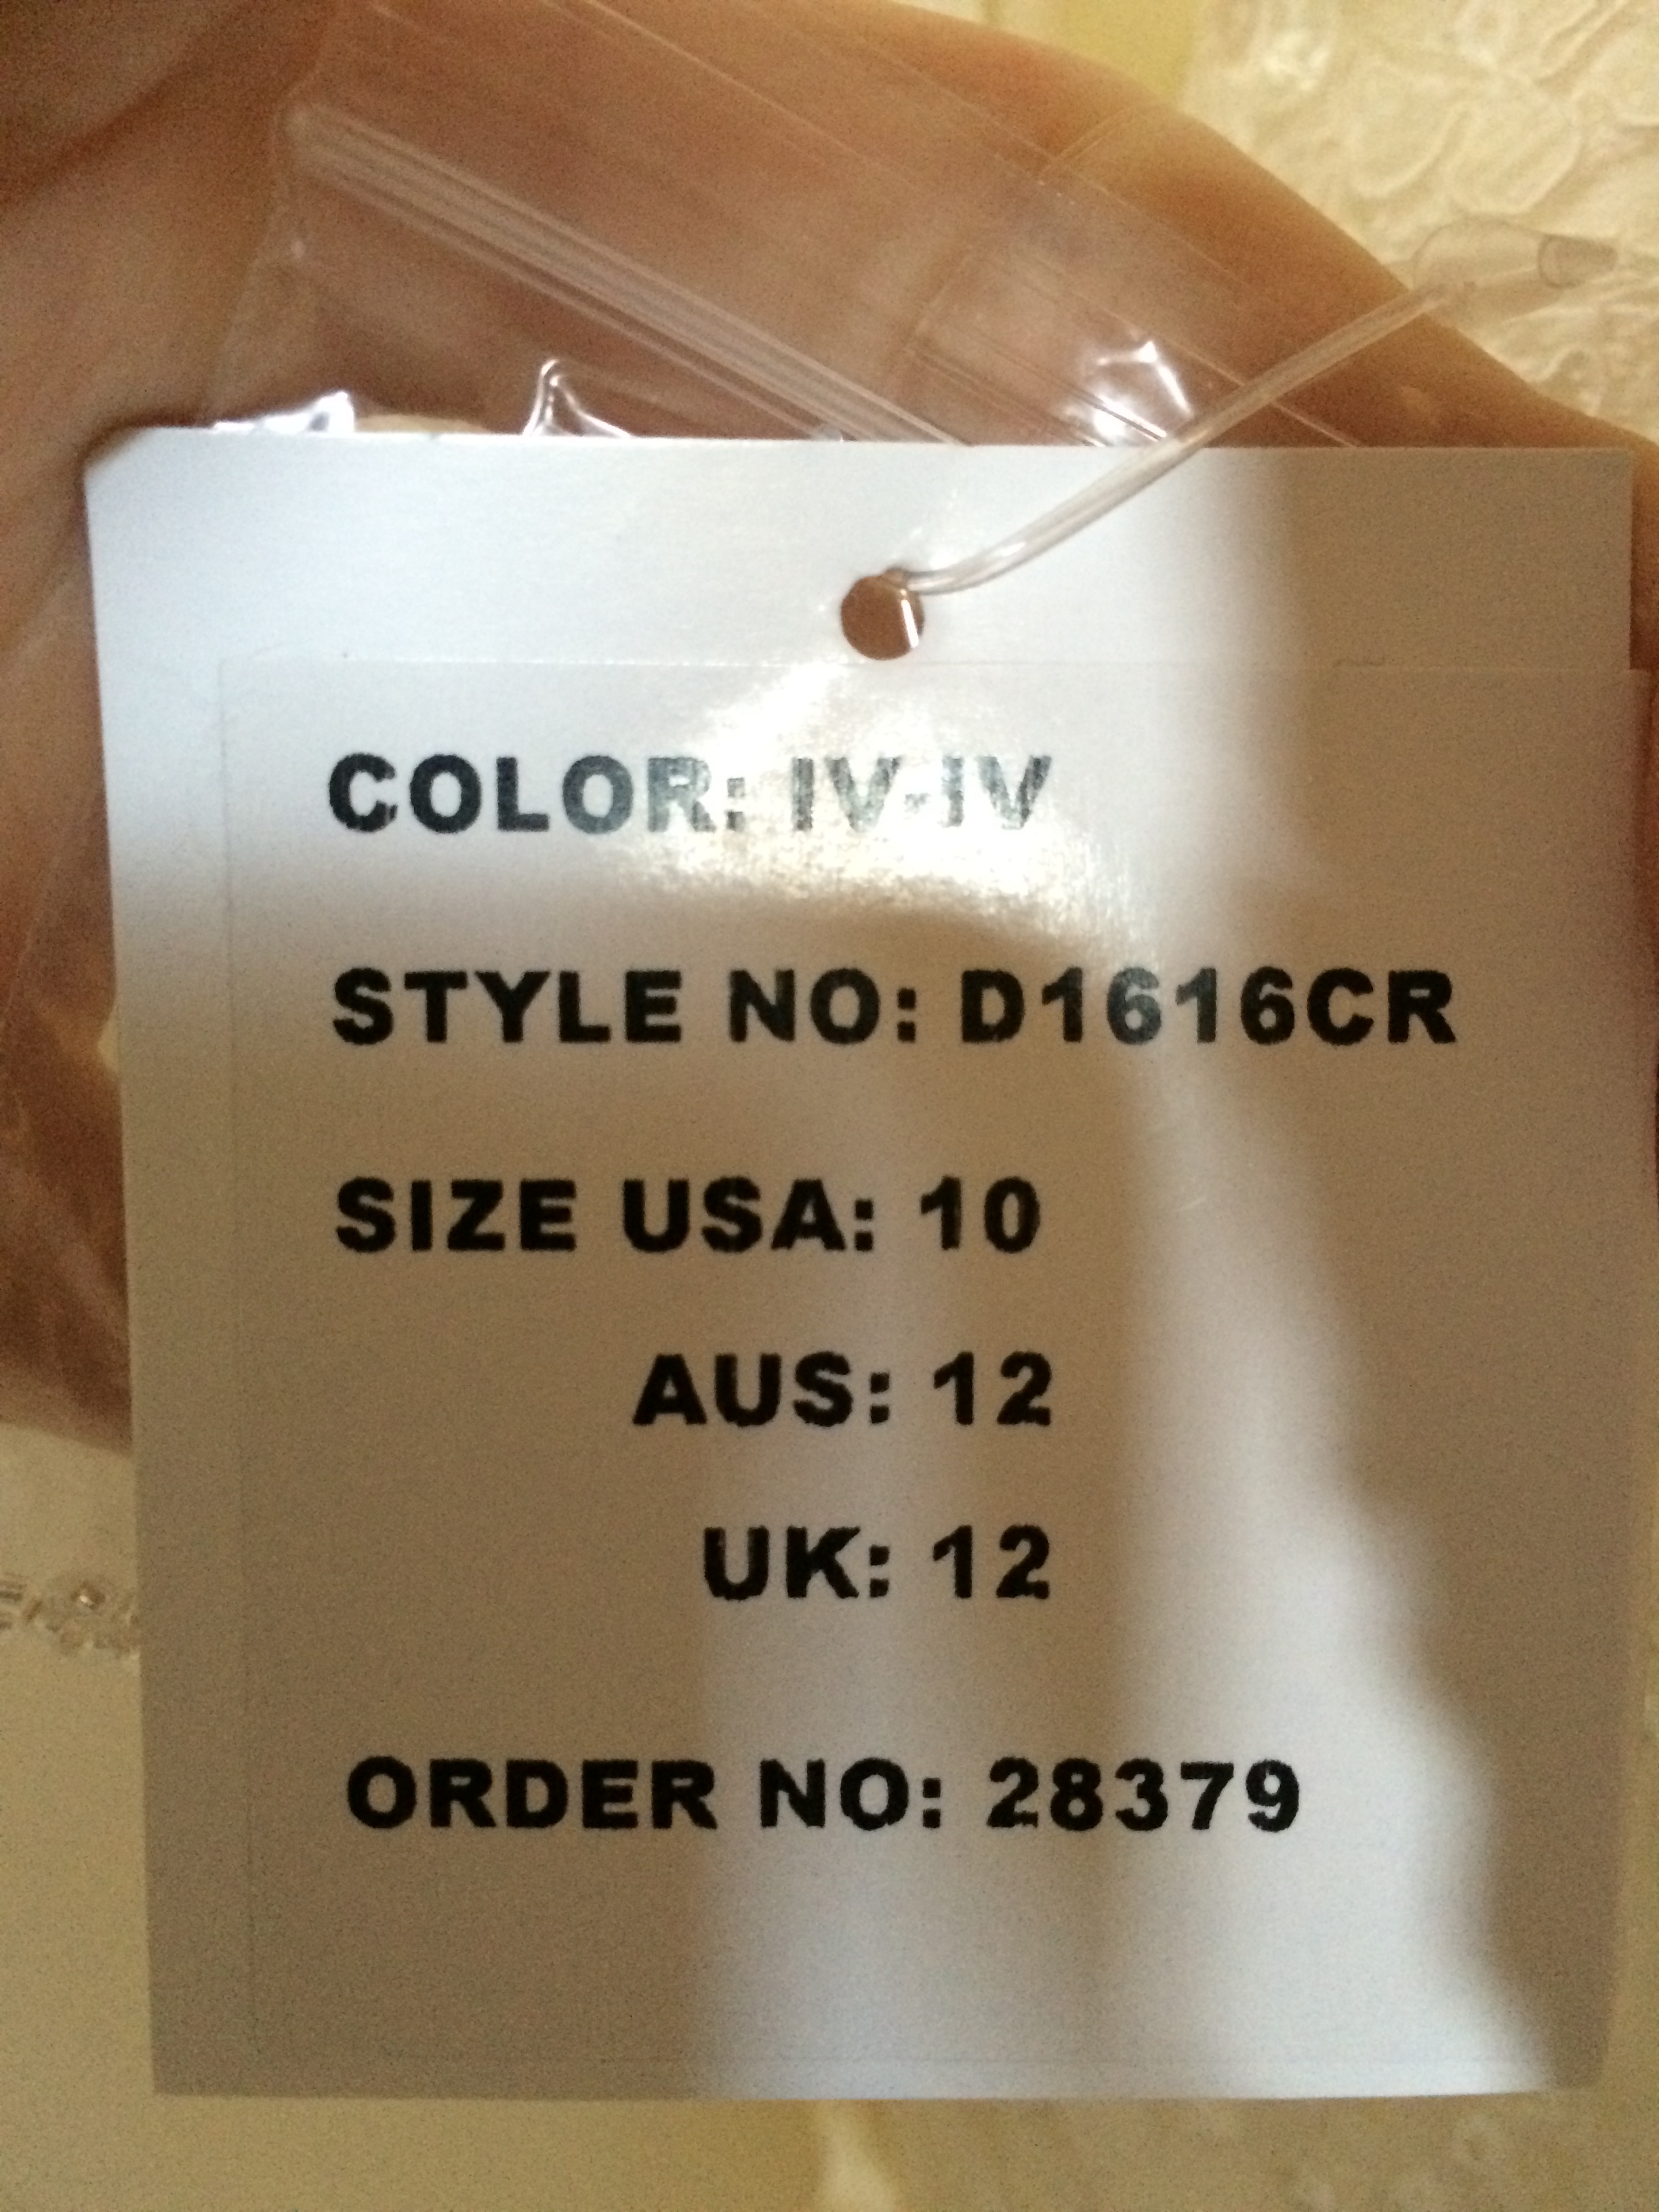 COLOR: IV-IV
STYLE NO: D1616CR
SIZE USA: 10
AUS: 12
UK: 12
ORDER NO: 28379